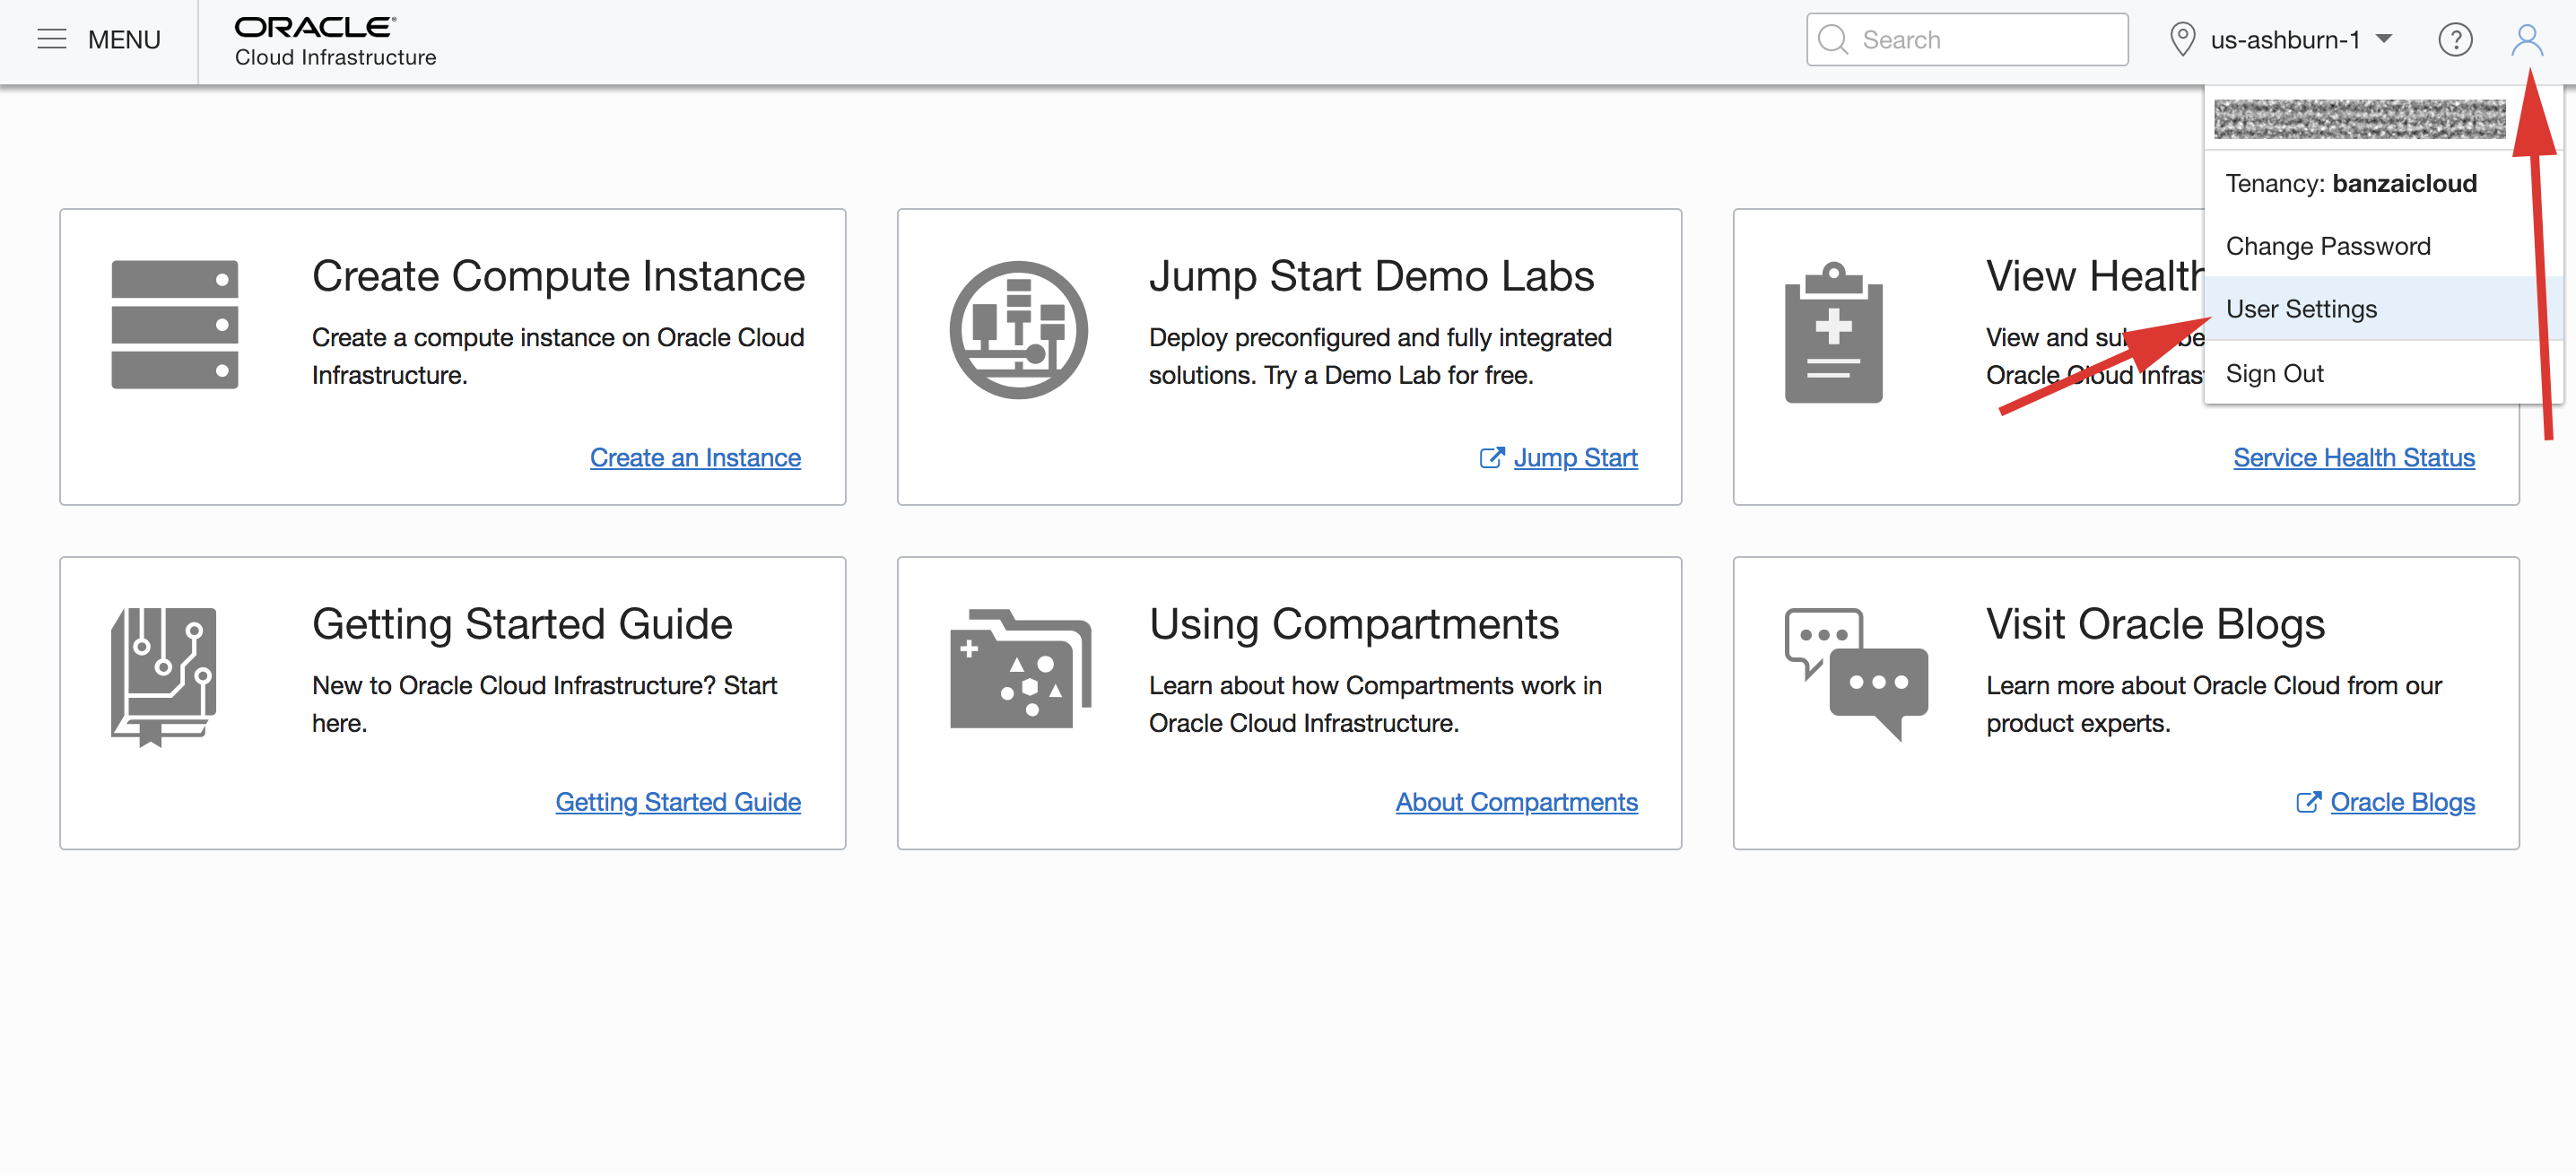 MENU
ORACLE
Cloud Infrastructure
Search
us-ashburn-1
?
Tenancy: banzaicloud
Change Password
User Settings
Sign Out
Create Compute Instance
Create a compute instance on Oracle Cloud
Infrastructure.
Create an Instance
Jump Start Demo Labs
Deploy preconfigured and fully integrated
solutions. Try a Demo Lab for free.
Jump Start
View Health
View and su be
Oracle Cloud Infras
Service Health Status
Getting Started Guide
New to Oracle Cloud Infrastructure? Start
here.
Getting Started Guide
Using Compartments
Learn about how Compartments work in
Oracle Cloud Infrastructure.
About Compartments
Visit Oracle Blogs
Learn more about Oracle Cloud from our
product experts.
Oracle Blogs